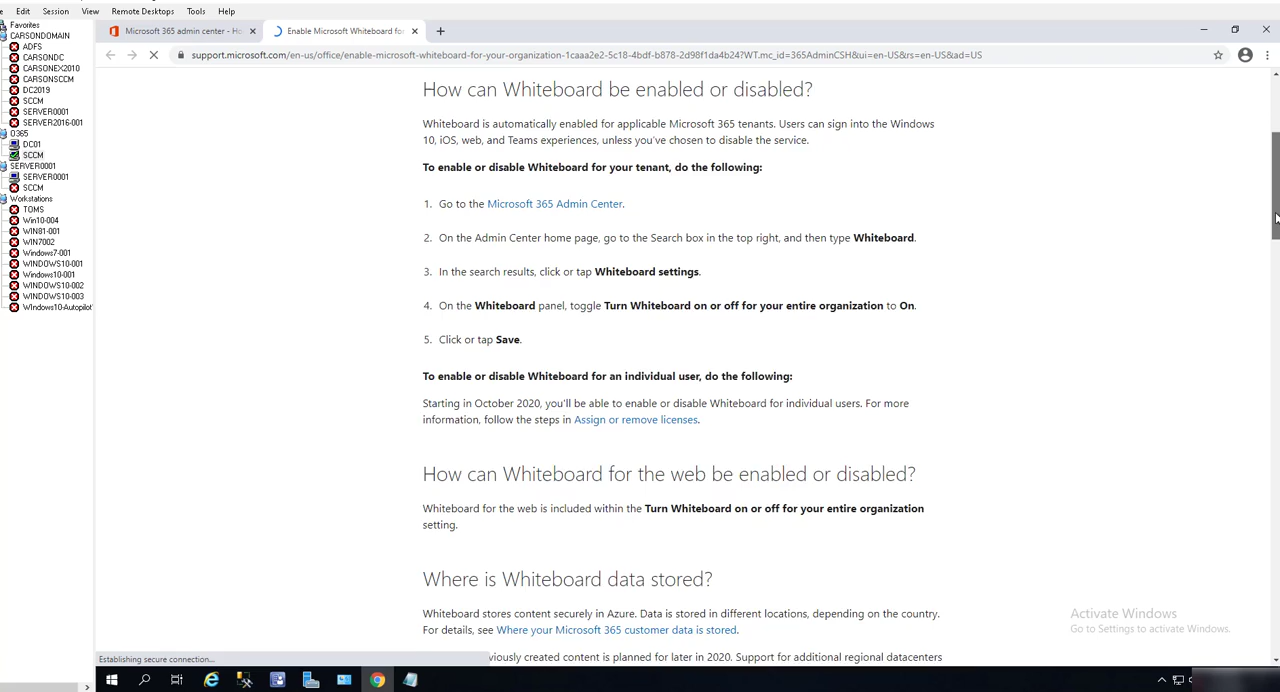 Edit Session View Remote Desktops Tools Help
Favorites
CARSONDOMAIN
ADFS
CARSONDC
CARSONEX2010
CARSONSCCM
DC2019
SCCM
SERVER0001
SERVER2016-001
O365
DC01
SCCM
SERVER0001
SERVER0001
SCCM
Workstations
TOMS
Win10-004
WIN81-001
WIN7002
Windows7-001
WINDOWS10-001
Windows10-001
WINDOWS10-002
WINDOWS10-003
Windows10-Autopilot
Microsoft 365 admin center - Ho
Enable Microsoft Whiteboard for
support.microsoft.com/en-us/office/enable-microsoft-whiteboard-for-your-organization-1caaa2e2-5c18-4bdf-b878-2d98f1da4b24?WT.mc_id=365AdminCSH&ui=en-US&rs=en-US&ad=US
How can Whiteboard be enabled or disabled?
Whiteboard is automatically enabled for applicable Microsoft 365 tenants. Users can sign into the Windows
10, iOS, web, and Teams experiences, unless you've chosen to disable the service.
To enable or disable Whiteboard for your tenant, do the following:
1. Go to the Microsoft 365 Admin Center.
2. On the Admin Center home page, go to the Search box in the top right, and then type Whiteboard.
3. In the search results, click or tap Whiteboard settings.
4. On the Whiteboard panel, toggle Turn Whiteboard on or off for your entire organization to On.
5. Click or tap Save.
To enable or disable Whiteboard for an individual user, do the following:
Starting in October 2020, you'll be able to enable or disable Whiteboard for individual users. For more
information, follow the steps in Assign or remove licenses.
How can Whiteboard for the web be enabled or disabled?
Whiteboard for the web is included within the Turn Whiteboard on or off for your entire organization
setting.
Where is Whiteboard data stored?
Whiteboard stores content securely in Azure. Data is stored in different locations, depending on the country.
For details, see Where your Microsoft 365 customer data is stored.
viously created content is planned for later in 2020. Support for additional regional datacenters
Establishing secure connection...
Activate Windows
Go to Settings to activate Windows.